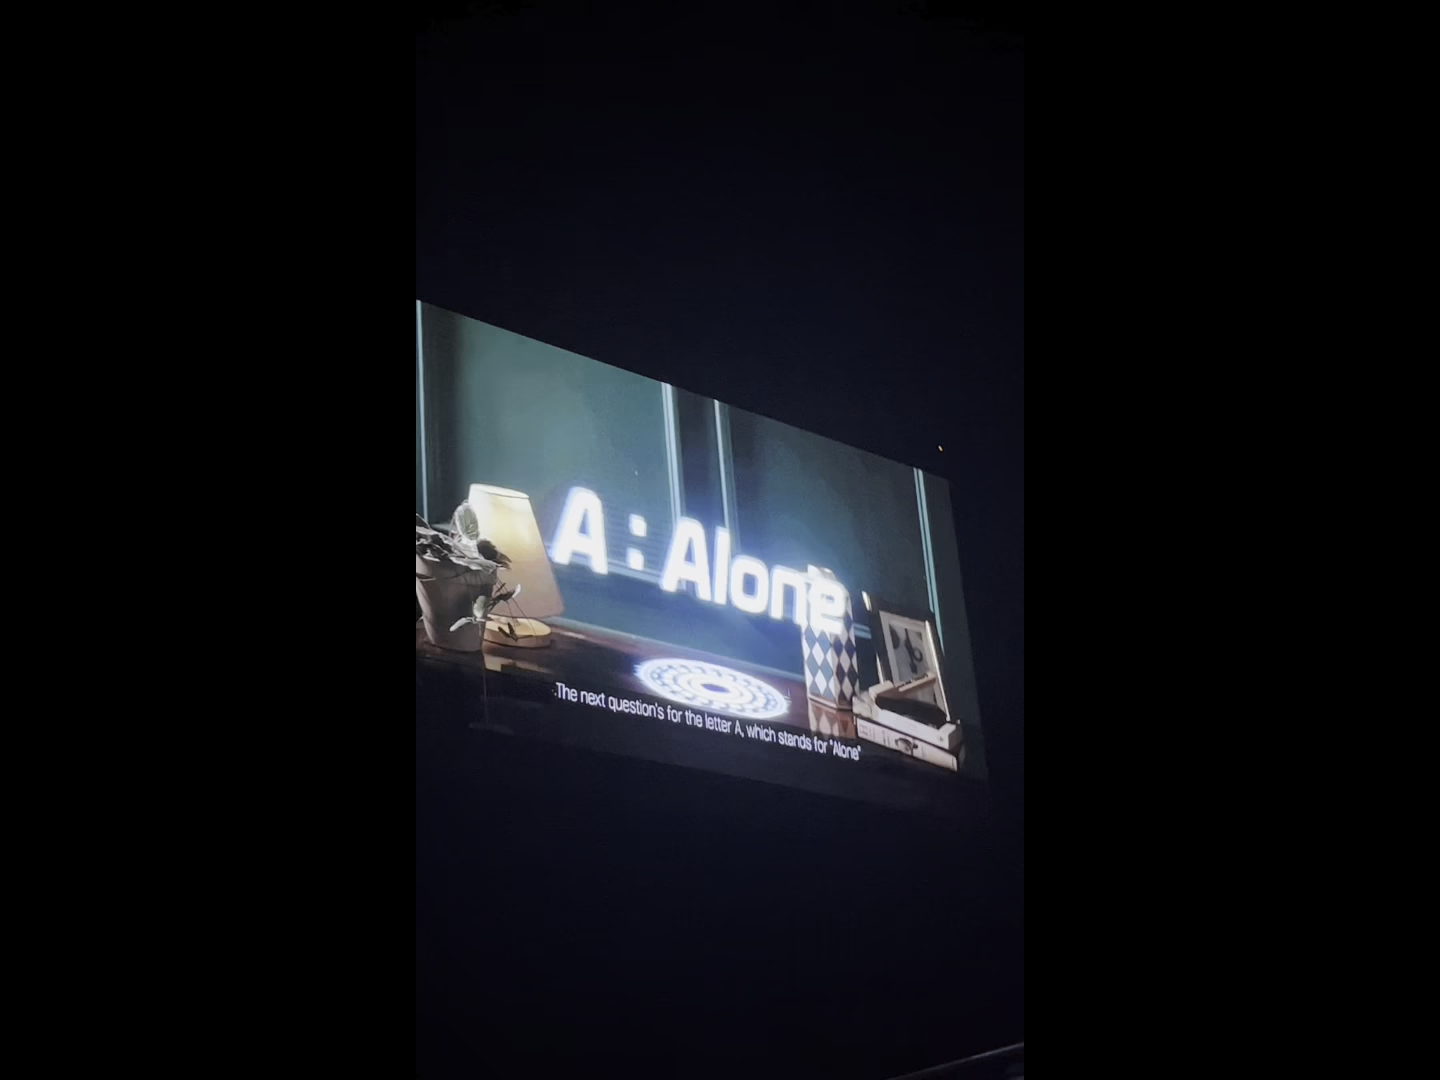 A : Alone
The next question's for the letter A, which stands for "Alone"